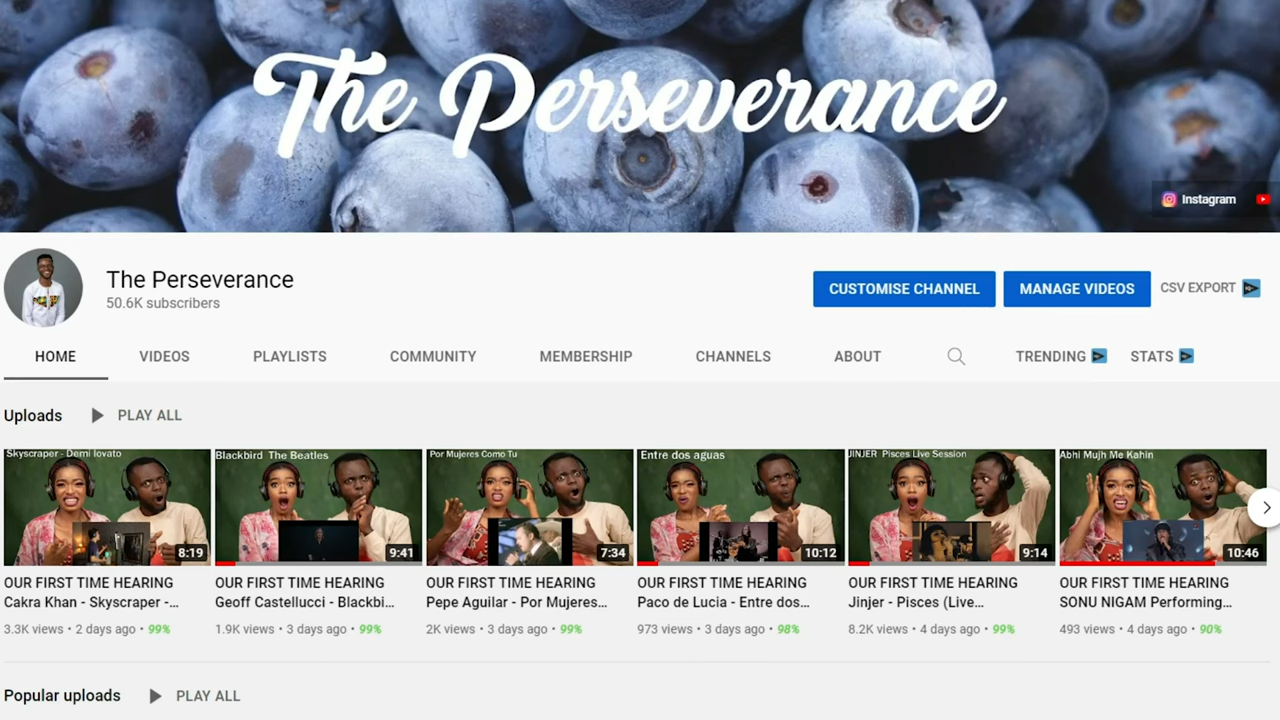 The Perseverance
Instagram
The Perseverance
50.6K subscribers
CUSTOMISE CHANNEL
MANAGE VIDEOS
CSV EXPORT
HOME
VIDEOS
PLAYLISTS
COMMUNITY
MEMBERSHIP
CHANNELS
ABOUT
TRENDING
STATS
Uploads
PLAY ALL
Skyscraper - Demi lovato
8:19
OUR FIRST TIME HEARING
Cakra Khan - Skyscraper -...
3.3K views • 2 days ago • 99%
Blackbird The Beatles
9:41
OUR FIRST TIME HEARING
Geoff Castellucci - Blackbi...
1.9K views • 3 days ago • 99%
Por Mujeres Como Tu
7:34
OUR FIRST TIME HEARING
Pepe Aguilar - Por Mujeres...
2K views • 3 days ago • 99%
Entre dos aguas
10:12
OUR FIRST TIME HEARING
Paco de Lucia - Entre dos...
973 views • 3 days ago • 98%
JINJER Pisces Live Session
9:14
OUR FIRST TIME HEARING
Jinjer - Pisces (Live...
8.2K views • 4 days ago • 99%
Abhi Mujh Me Kahin
10:46
OUR FIRST TIME HEARING
SONU NIGAM Performing...
493 views • 4 days ago • 90%
Popular uploads
PLAY ALL